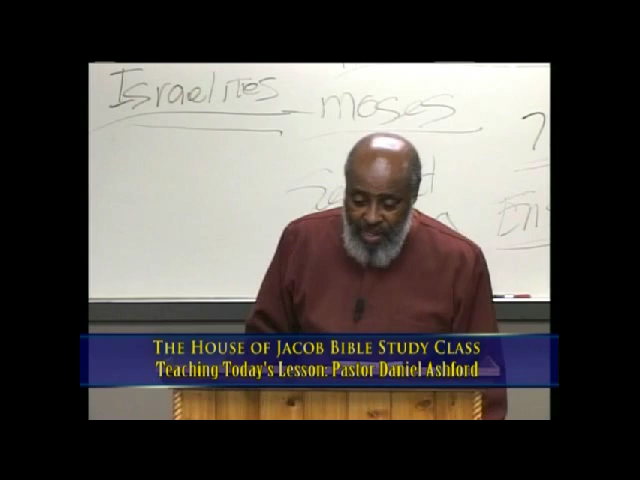 Israelites moses
THE HOUSE OF JACOB BIBLE STUDY CLASS
Teaching Today's Lesson: Pastor Daniel Ashford